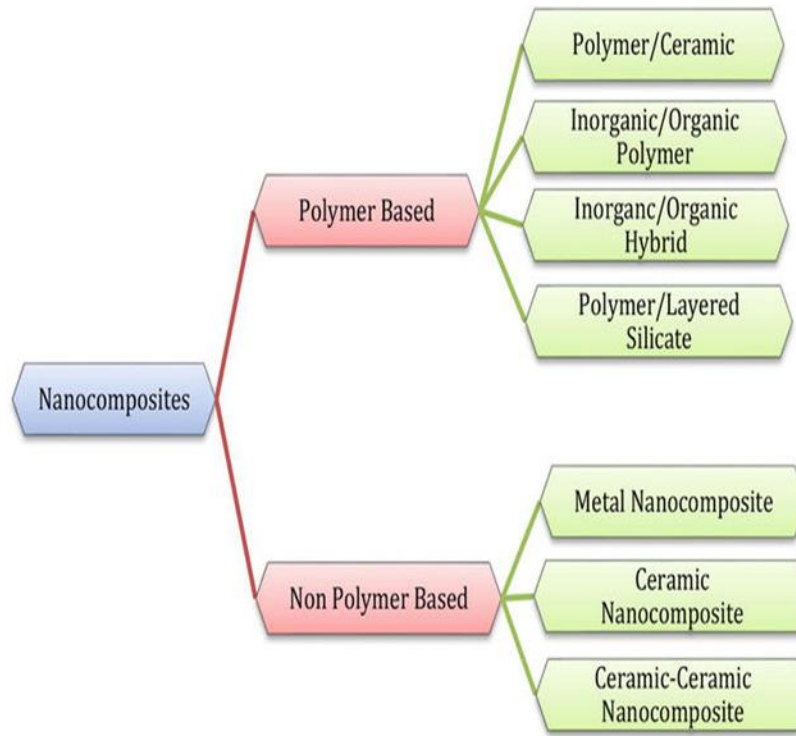 Polymer/Ceramic
Inorganic/Organic
Polymer
Polymer Based
Inorganc/Organic
Hybrid
Polymer/Layered
Silicate
Nanocomposites
Metal Nanocomposite
Non Polymer Based
Ceramic
Nanocomposite
Ceramic-Ceramic
Nanocomposite